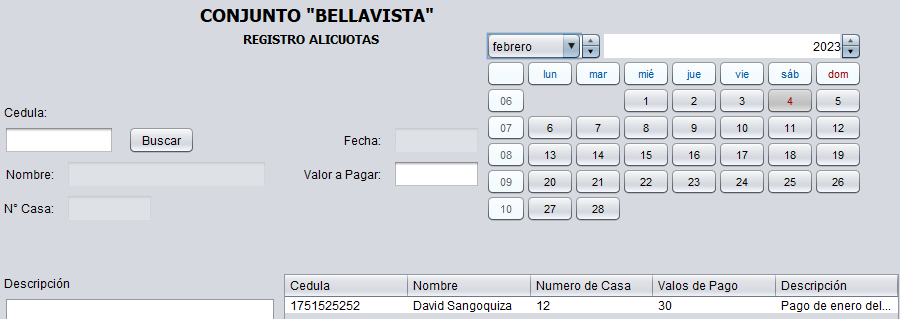 CONJUNTO "BELLAVISTA"
REGISTRO ALICUOTAS
febrero 2023
lun mar mié jue vie sáb dom
06 1 2 3 4 5
07 6 7 8 9 10 11 12
08 13 14 15 16 17 18 19
09 20 21 22 23 24 25 26
10 27 28
Cedula:
Buscar
Fecha:
Nombre:
Valor a Pagar:
N° Casa:
Descripción
Cedula Nombre Numero de Casa Valos de Pago Descripción
1751525252 David Sangoquiza 12 30 Pago de enero del...